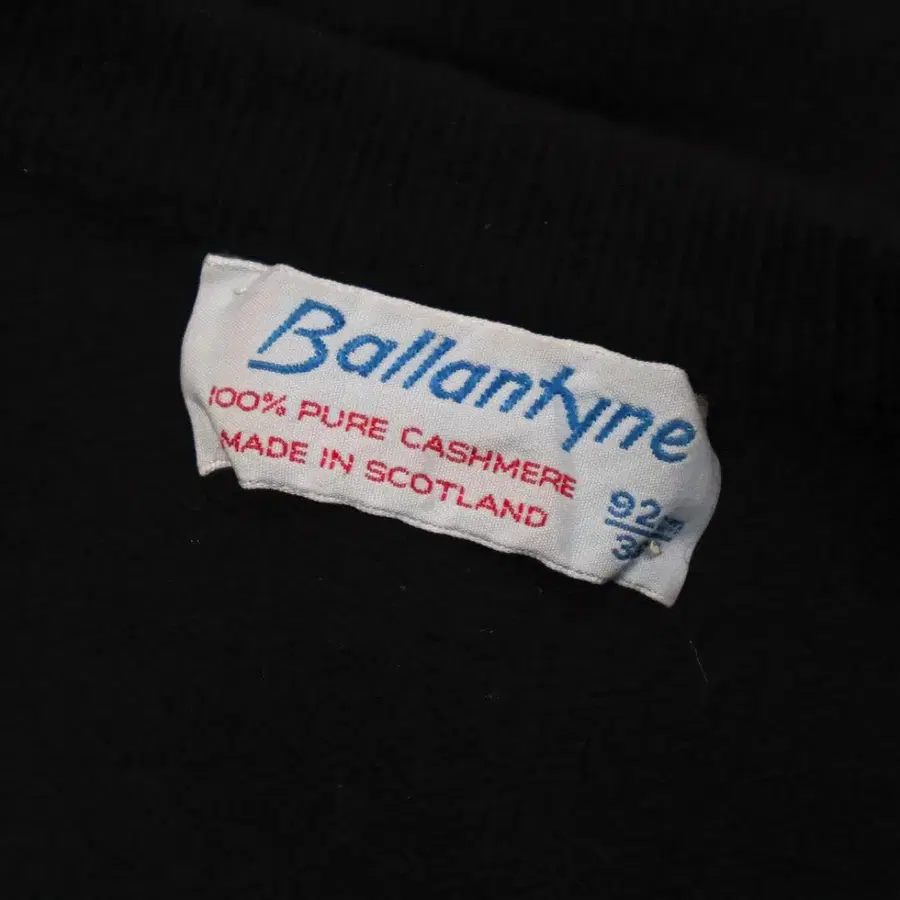 Ballantyne
100% PURE CASHMERE
MADE IN SCOTLAND
92